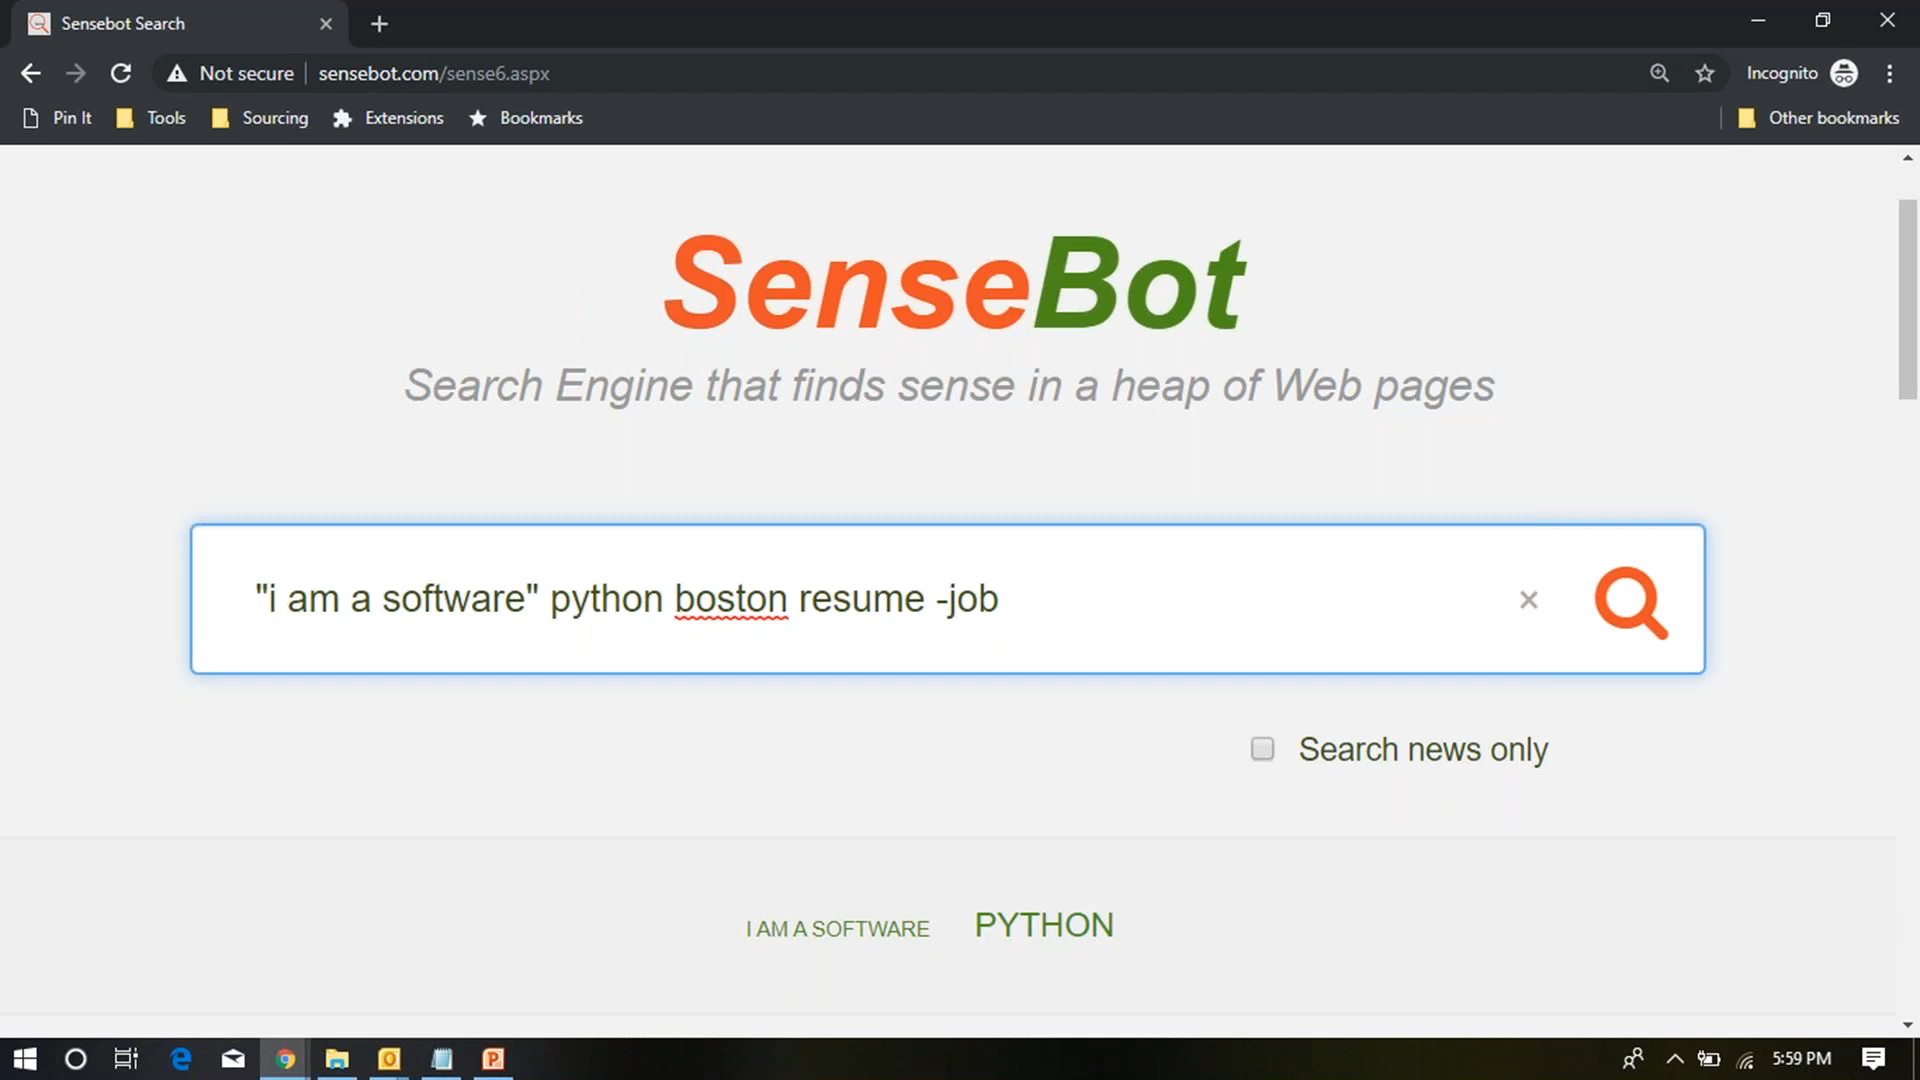 Sensebot Search
Not secure sensebot.com/sense6.aspx Incognito
Pin It Tools Sourcing Extensions Bookmarks Other bookmarks
SenseBot
Search Engine that finds sense in a heap of Web pages
"i am a software" python boston resume -job
Search news only
I AM A SOFTWARE PYTHON
5:59 PM